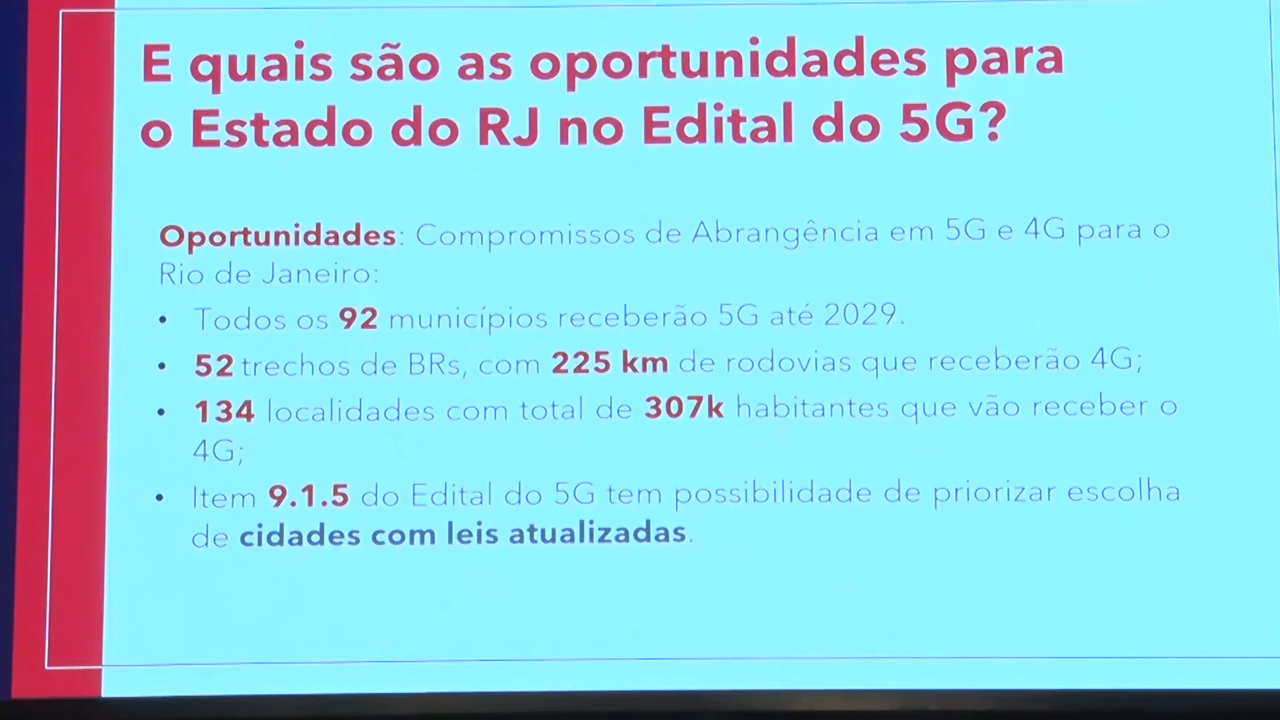 E quais são as oportunidades para
o Estado do RJ no Edital do 5G?
Oportunidades: Compromissos de Abrangência em 5G e 4G para o
Rio de Janeiro:
• Todos os 92 municípios receberão 5G até 2029.
• 52 trechos de BRs, com 225 km de rodovias que receberão 4G;
• 134 localidades com total de 307k habitantes que vão receber o
4G;
• Item 9.1.5 do Edital do 5G tem possibilidade de priorizar escolha
de cidades com leis atualizadas.